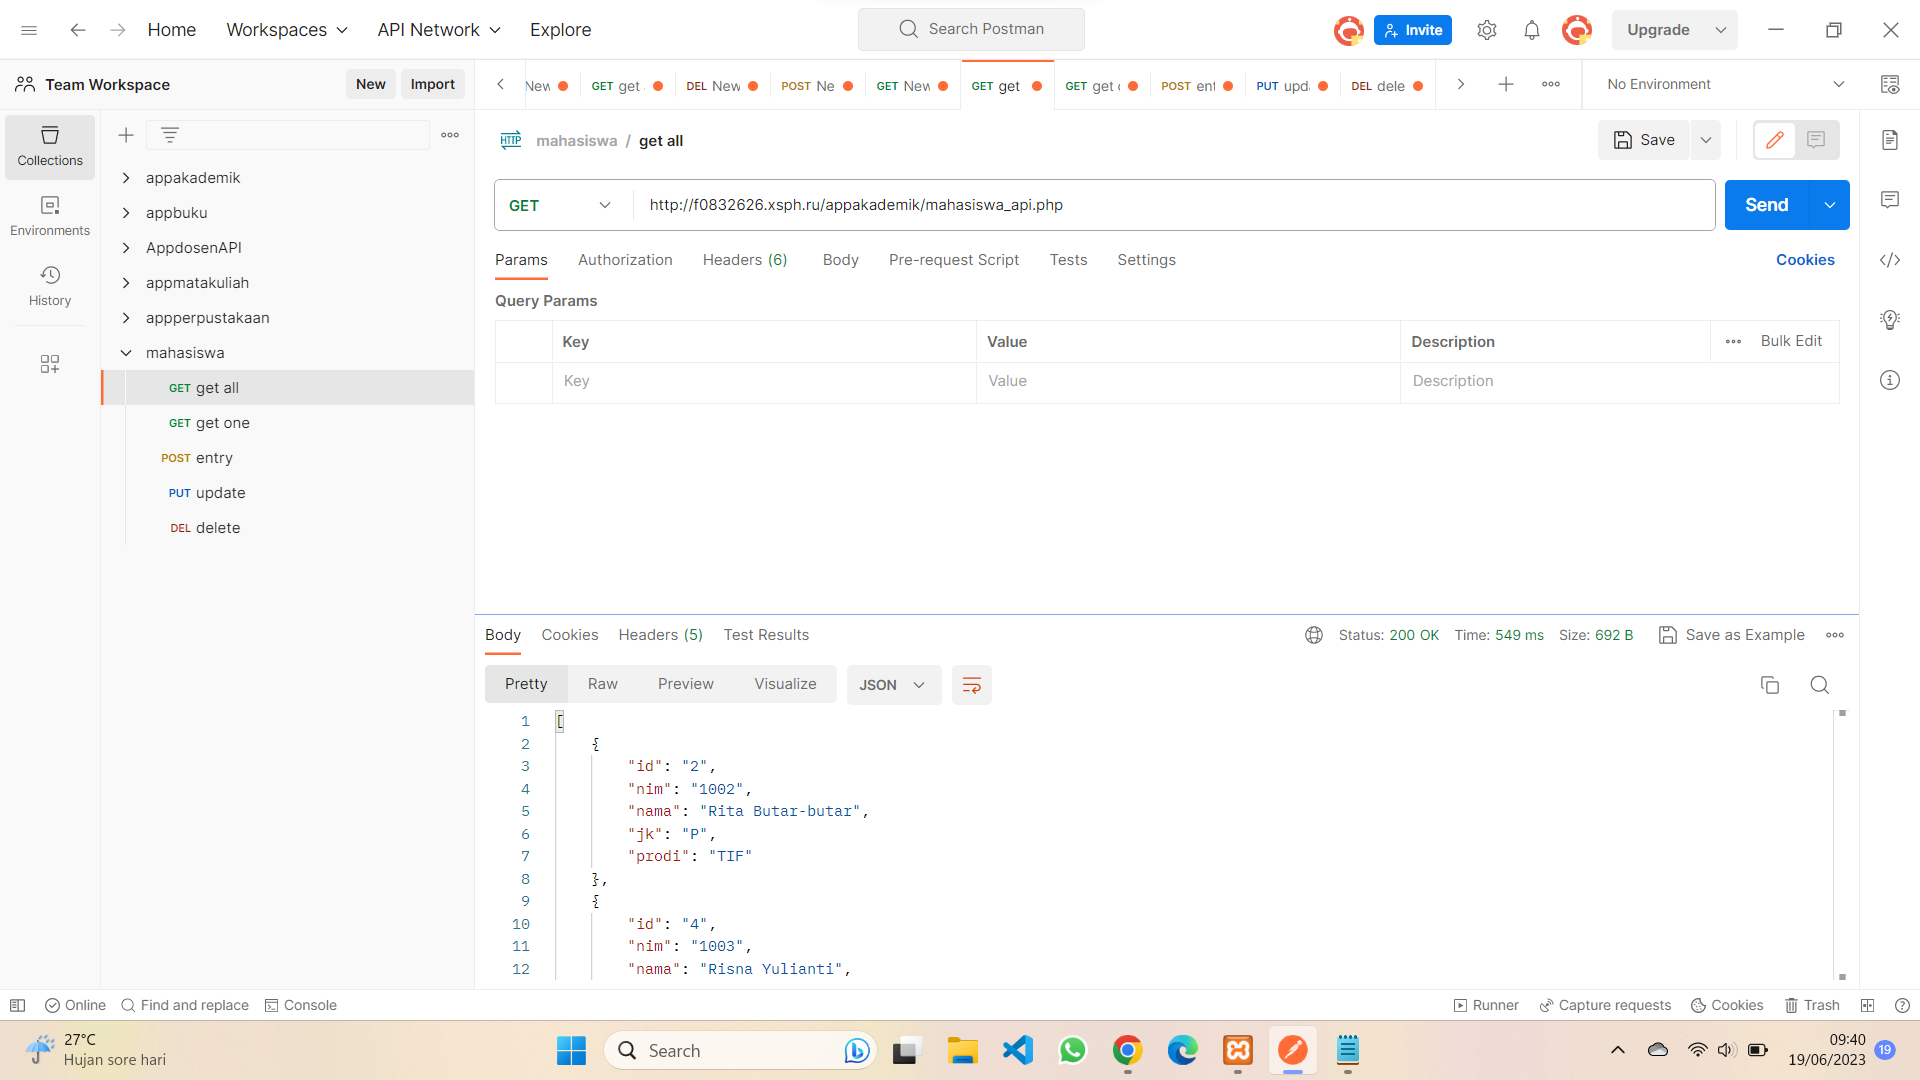 Home Workspaces API Network Explore Search Postman Invite Upgrade
Team Workspace New Import
New GET get DEL New POST Ne GET New GET get GET get POST ent PUT upd DEL dele No Environment
Collections
Environments
History
appakademik
appbuku
AppdosenAPI
appmatakuliah
appperpustakaan
mahasiswa
GET get all
GET get one
POST entry
PUT update
DEL delete
HTTP mahasiswa / get all Save
GET http://f0832626.xsph.ru/appakademik/mahasiswa_api.php Send
Params Authorization Headers (6) Body Pre-request Script Tests Settings Cookies
Query Params
Key Value Description Bulk Edit
Key Value Description
Body Cookies Headers (5) Test Results Status: 200 OK Time: 549 ms Size: 692 B Save as Example
Pretty Raw Preview Visualize JSON
1 [
2 {
3 "id": "2",
4 "nim": "1002",
5 "nama": "Rita Butar-butar",
6 "jk": "P",
7 "prodi": "TIF"
8 },
9 {
10 "id": "4",
11 "nim": "1003",
12 "nama": "Risna Yulianti",
Online Find and replace Console Runner Capture requests Cookies Trash
27°C
Hujan sore hari
Search
09:40
19/06/2023 19